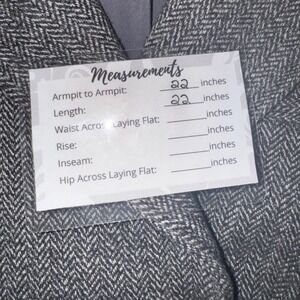 Measurements
Armpit to Armpit: 22 inches
Length: 22 inches
Waist Across Laying Flat: inches
Rise: inches
Inseam: inches
Hip Across Laying Flat: inches